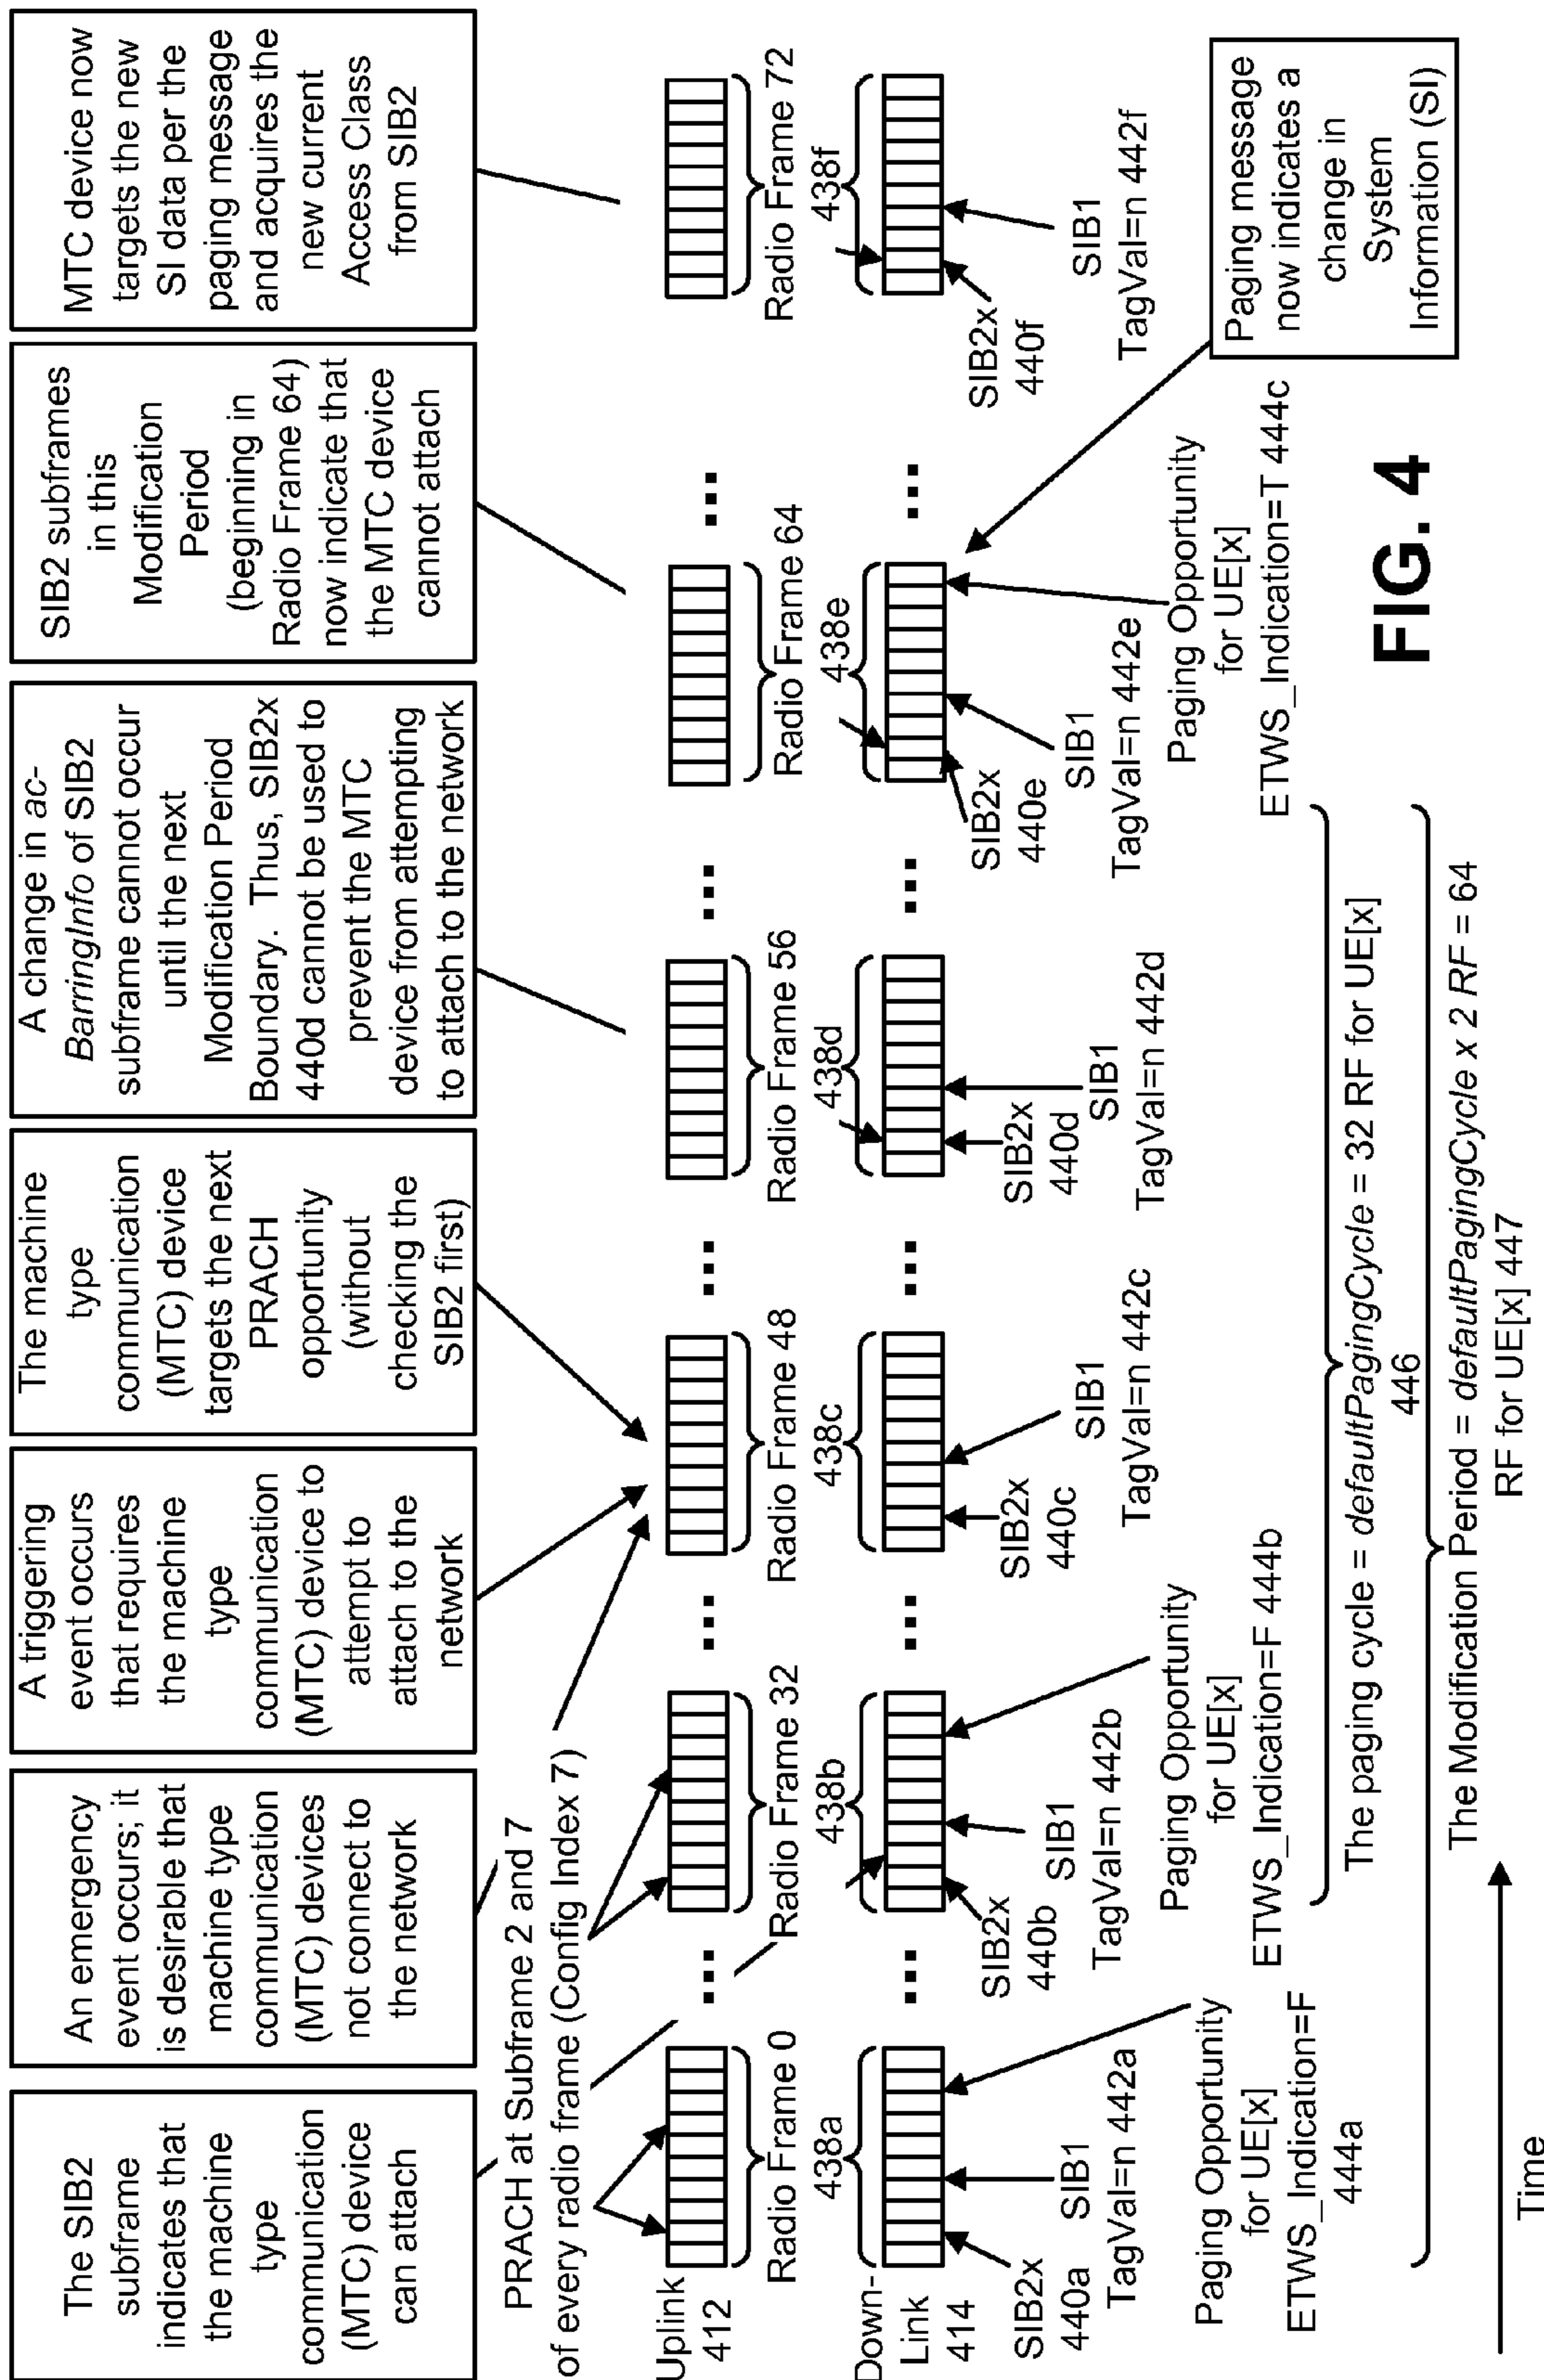 The SIB2
subframe
indicates that
the machine
type
communication
(MTC) device
can attach
An emergency
event occurs; it
is desirable that
machine type
communication
(MTC) devices
not connect to
the network
A triggering
event occurs
that requires
the machine
type
communication
(MTC) device to
attempt to
attach to the
network
The machine
type
communication
(MTC) device
targets the next
PRACH
opportunity
(without
checking the
SIB2 first)
A change in ac-
BarringInfo of SIB2
subframe cannot occur
until the next
Modification Period
Boundary. Thus, SIB2x
440d cannot be used to
prevent the MTC
device from attempting
to attach to the network
SIB2 subframes
in this
Modification
Period
(beginning in
Radio Frame 64)
now indicate that
the MTC device
cannot attach
MTC device now
targets the new
SI data per the
paging message
and acquires the
new current
Access Class
from SIB2
PRACH at Subframe 2 and 7
of every radio frame (Config Index 7)
Uplink
412
...
...
...
...
...
Radio Frame 0
Radio Frame 32
Radio Frame 48
Radio Frame 56
Radio Frame 64
Radio Frame 72
438a
438b
438c
438d
438e
438f
Down-
Link
414
...
...
...
...
...
SIB2x
440a
SIB1
TagVal=n 442a
Paging Opportunity
for UE[x]
ETWS_Indication=F
444a
SIB2x
440b
SIB1
TagVal=n 442b
Paging Opportunity
for UE[x]
ETWS_Indication=F 444b
SIB2x
440c
SIB1
TagVal=n 442c
SIB2x
440d
SIB1
TagVal=n 442d
SIB2x
440e
SIB1
TagVal=n 442e
Paging Opportunity
for UE[x]
ETWS_Indication=T 444c
SIB2x
440f
SIB1
TagVal=n 442f
Paging message
now indicates a
change in
System
Information (SI)
The paging cycle = defaultPagingCycle = 32 RF for UE[x]
446
The Modification Period = defaultPagingCycle x 2 RF = 64
RF for UE[x] 447
Time
FIG. 4